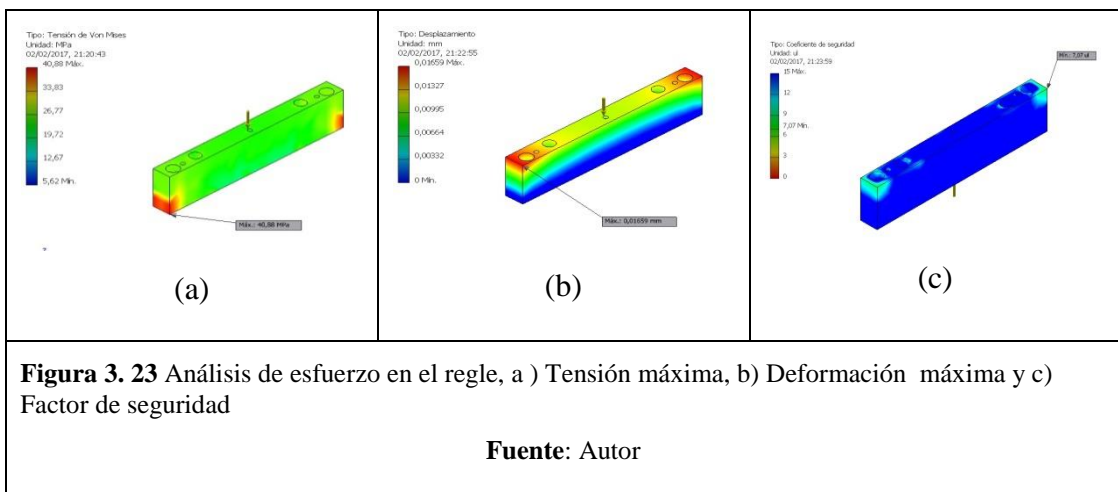 Tipo: Tensión de Von Mises
Unidad: MPa
02/02/2017, 21:20:43
40,88 Máx.
33,83
26,77
19,72
12,67
5,62 Mín.
Máx.: 40,88 MPa
(a)
Tipo: Desplazamiento
Unidad: mm
02/02/2017, 21:22:55
0,01659 Máx.
0,01327
0,00995
0,00664
0,00332
0 Mín.
Máx.: 0,01659 mm
(b)
Tipo: Coeficiente de seguridad
Unidad: ul
02/02/2017, 21:23:59
15 Máx.
12
9
7,07 Mín.
6
3
0
Mín.: 7,07 ul
(c)
Figura 3. 23 Análisis de esfuerzo en el regle, a ) Tensión máxima, b) Deformación máxima y c)
Factor de seguridad
Fuente: Autor